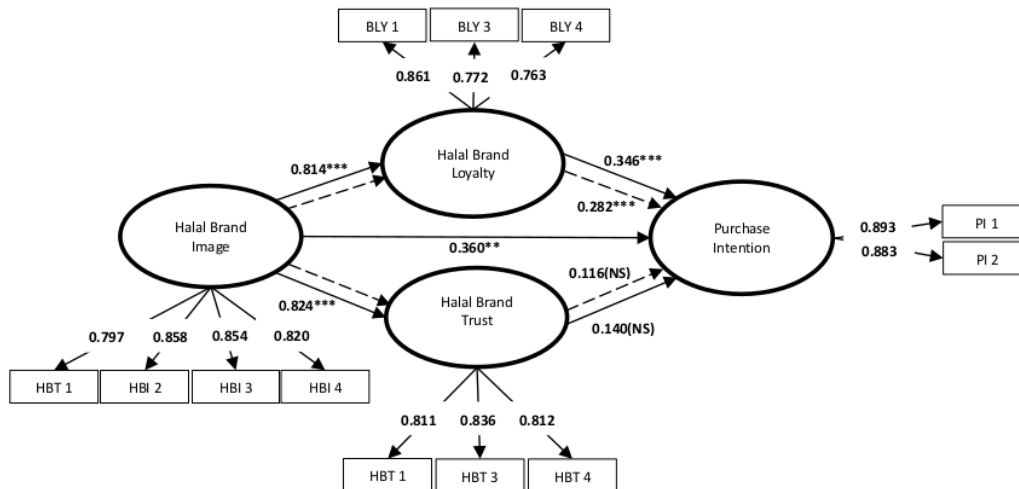 BLY 1
BLY 3
BLY 4
0.861
0.772
0.763
Halal Brand
Loyalty
0.814***
0.346***
0.282***
Halal Brand
Image
0.360**
Purchase
Intention
0.893
0.883
PI 1
PI 2
0.824***
0.116(NS)
0.140(NS)
Halal Brand
Trust
0.797
0.858
0.854
0.820
HBT 1
HBI 2
HBI 3
HBI 4
0.811
0.836
0.812
HBT 1
HBT 3
HBT 4